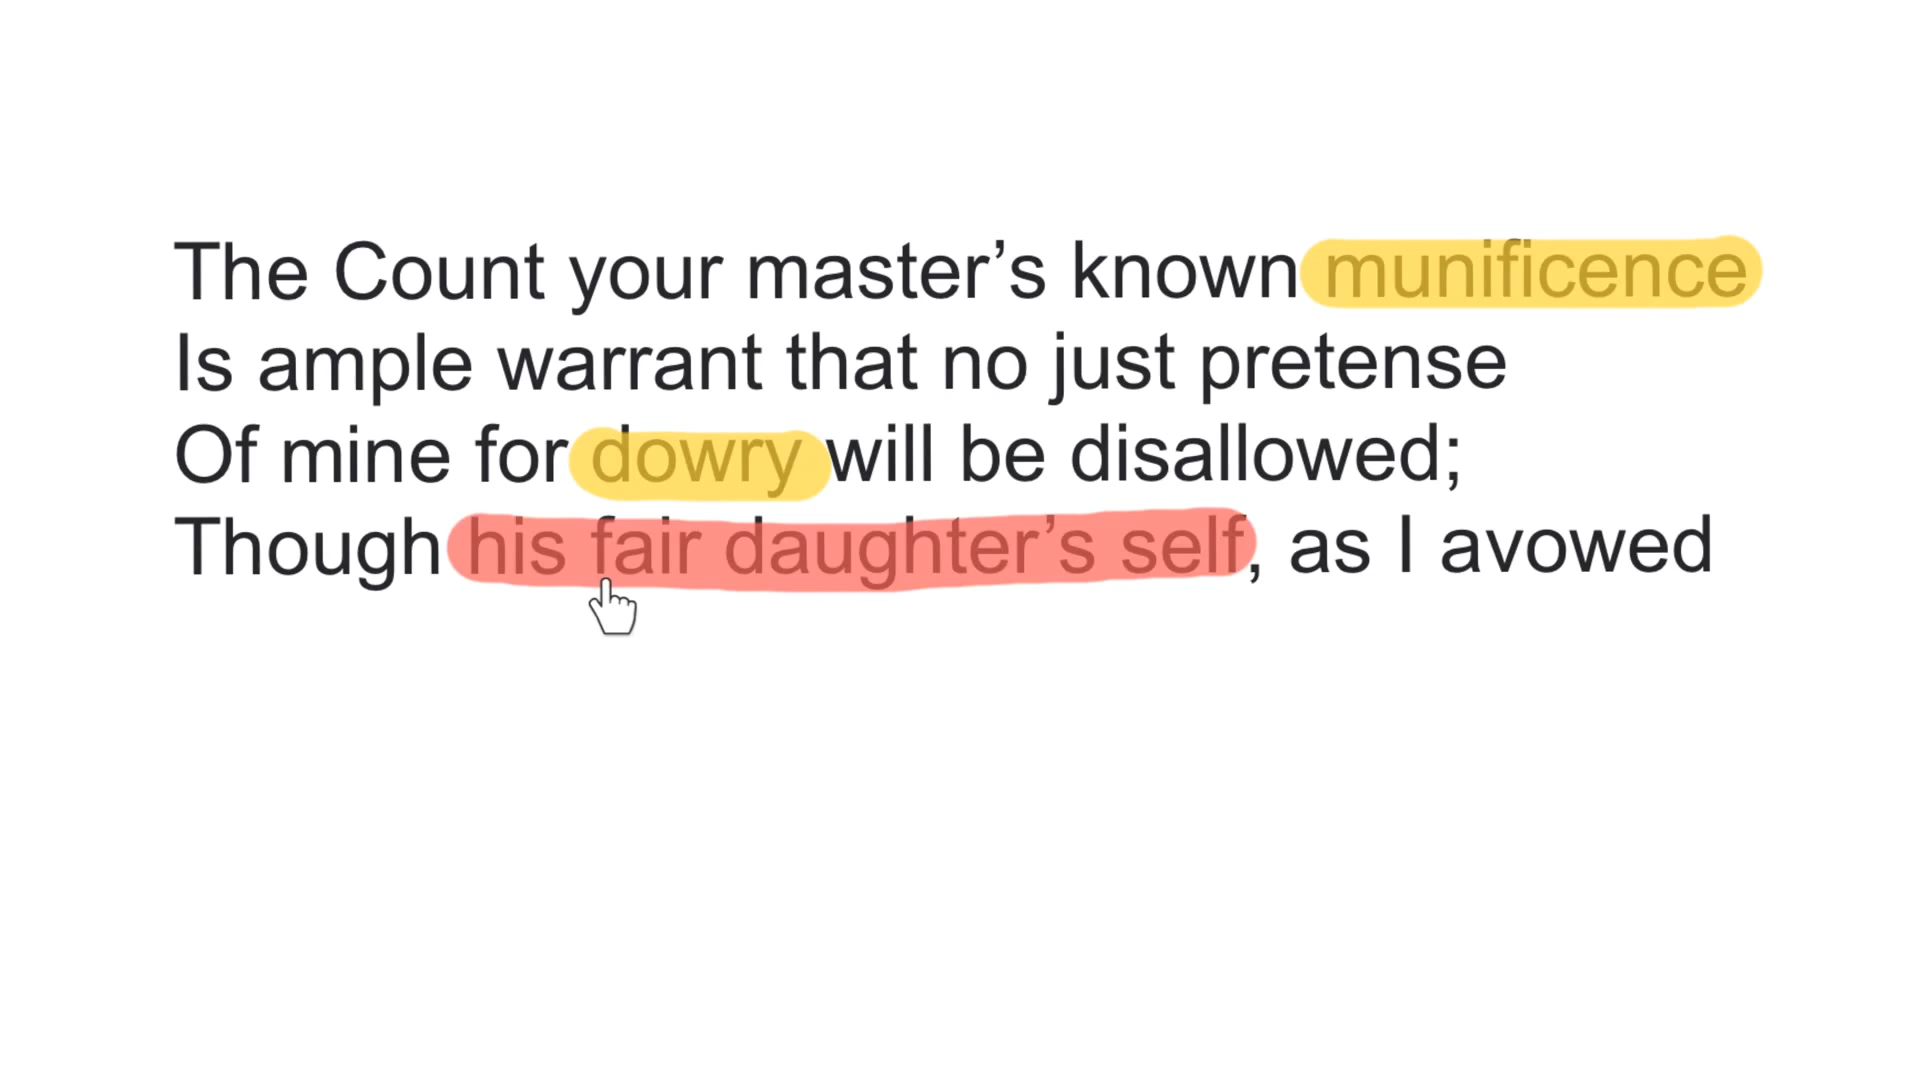 The Count your master’s known munificence
Is ample warrant that no just pretense
Of mine for dowry will be disallowed;
Though his fair daughter’s self, as I avowed